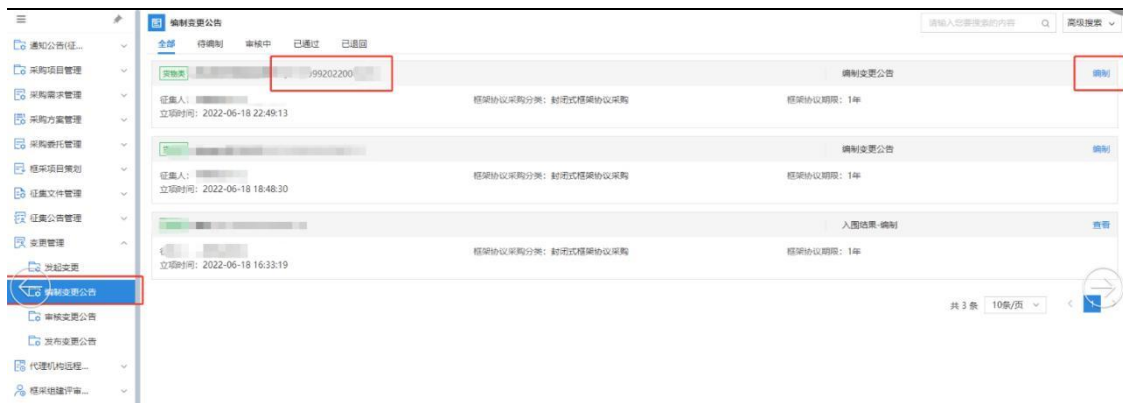 编制变更公告
请输入您要搜索的内容
高级搜索
通知公告(征...
全部 待编制 审核中 已通过 已退回
采购项目管理
货物类
99202200
编制变更公告
编制
采购需求管理
征集人:
框架协议采购分类: 封闭式框架协议采购
框架协议期限: 1年
立项时间: 2022-06-18 22:49:13
采购方案管理
采购委托管理
编制变更公告
编制
框采项目策划
征集人:
框架协议采购分类: 封闭式框架协议采购
框架协议期限: 1年
立项时间: 2022-06-18 18:48:30
征集文件管理
征集公告管理
入围结果-编制
查看
变更管理
框架协议采购分类: 封闭式框架协议采购
框架协议期限: 1年
立项时间: 2022-06-18 16:33:19
发起变更
编制变更公告
共 3 条 10条/页 1
审核变更公告
发布变更公告
代理机构远程...
框采组建评审...